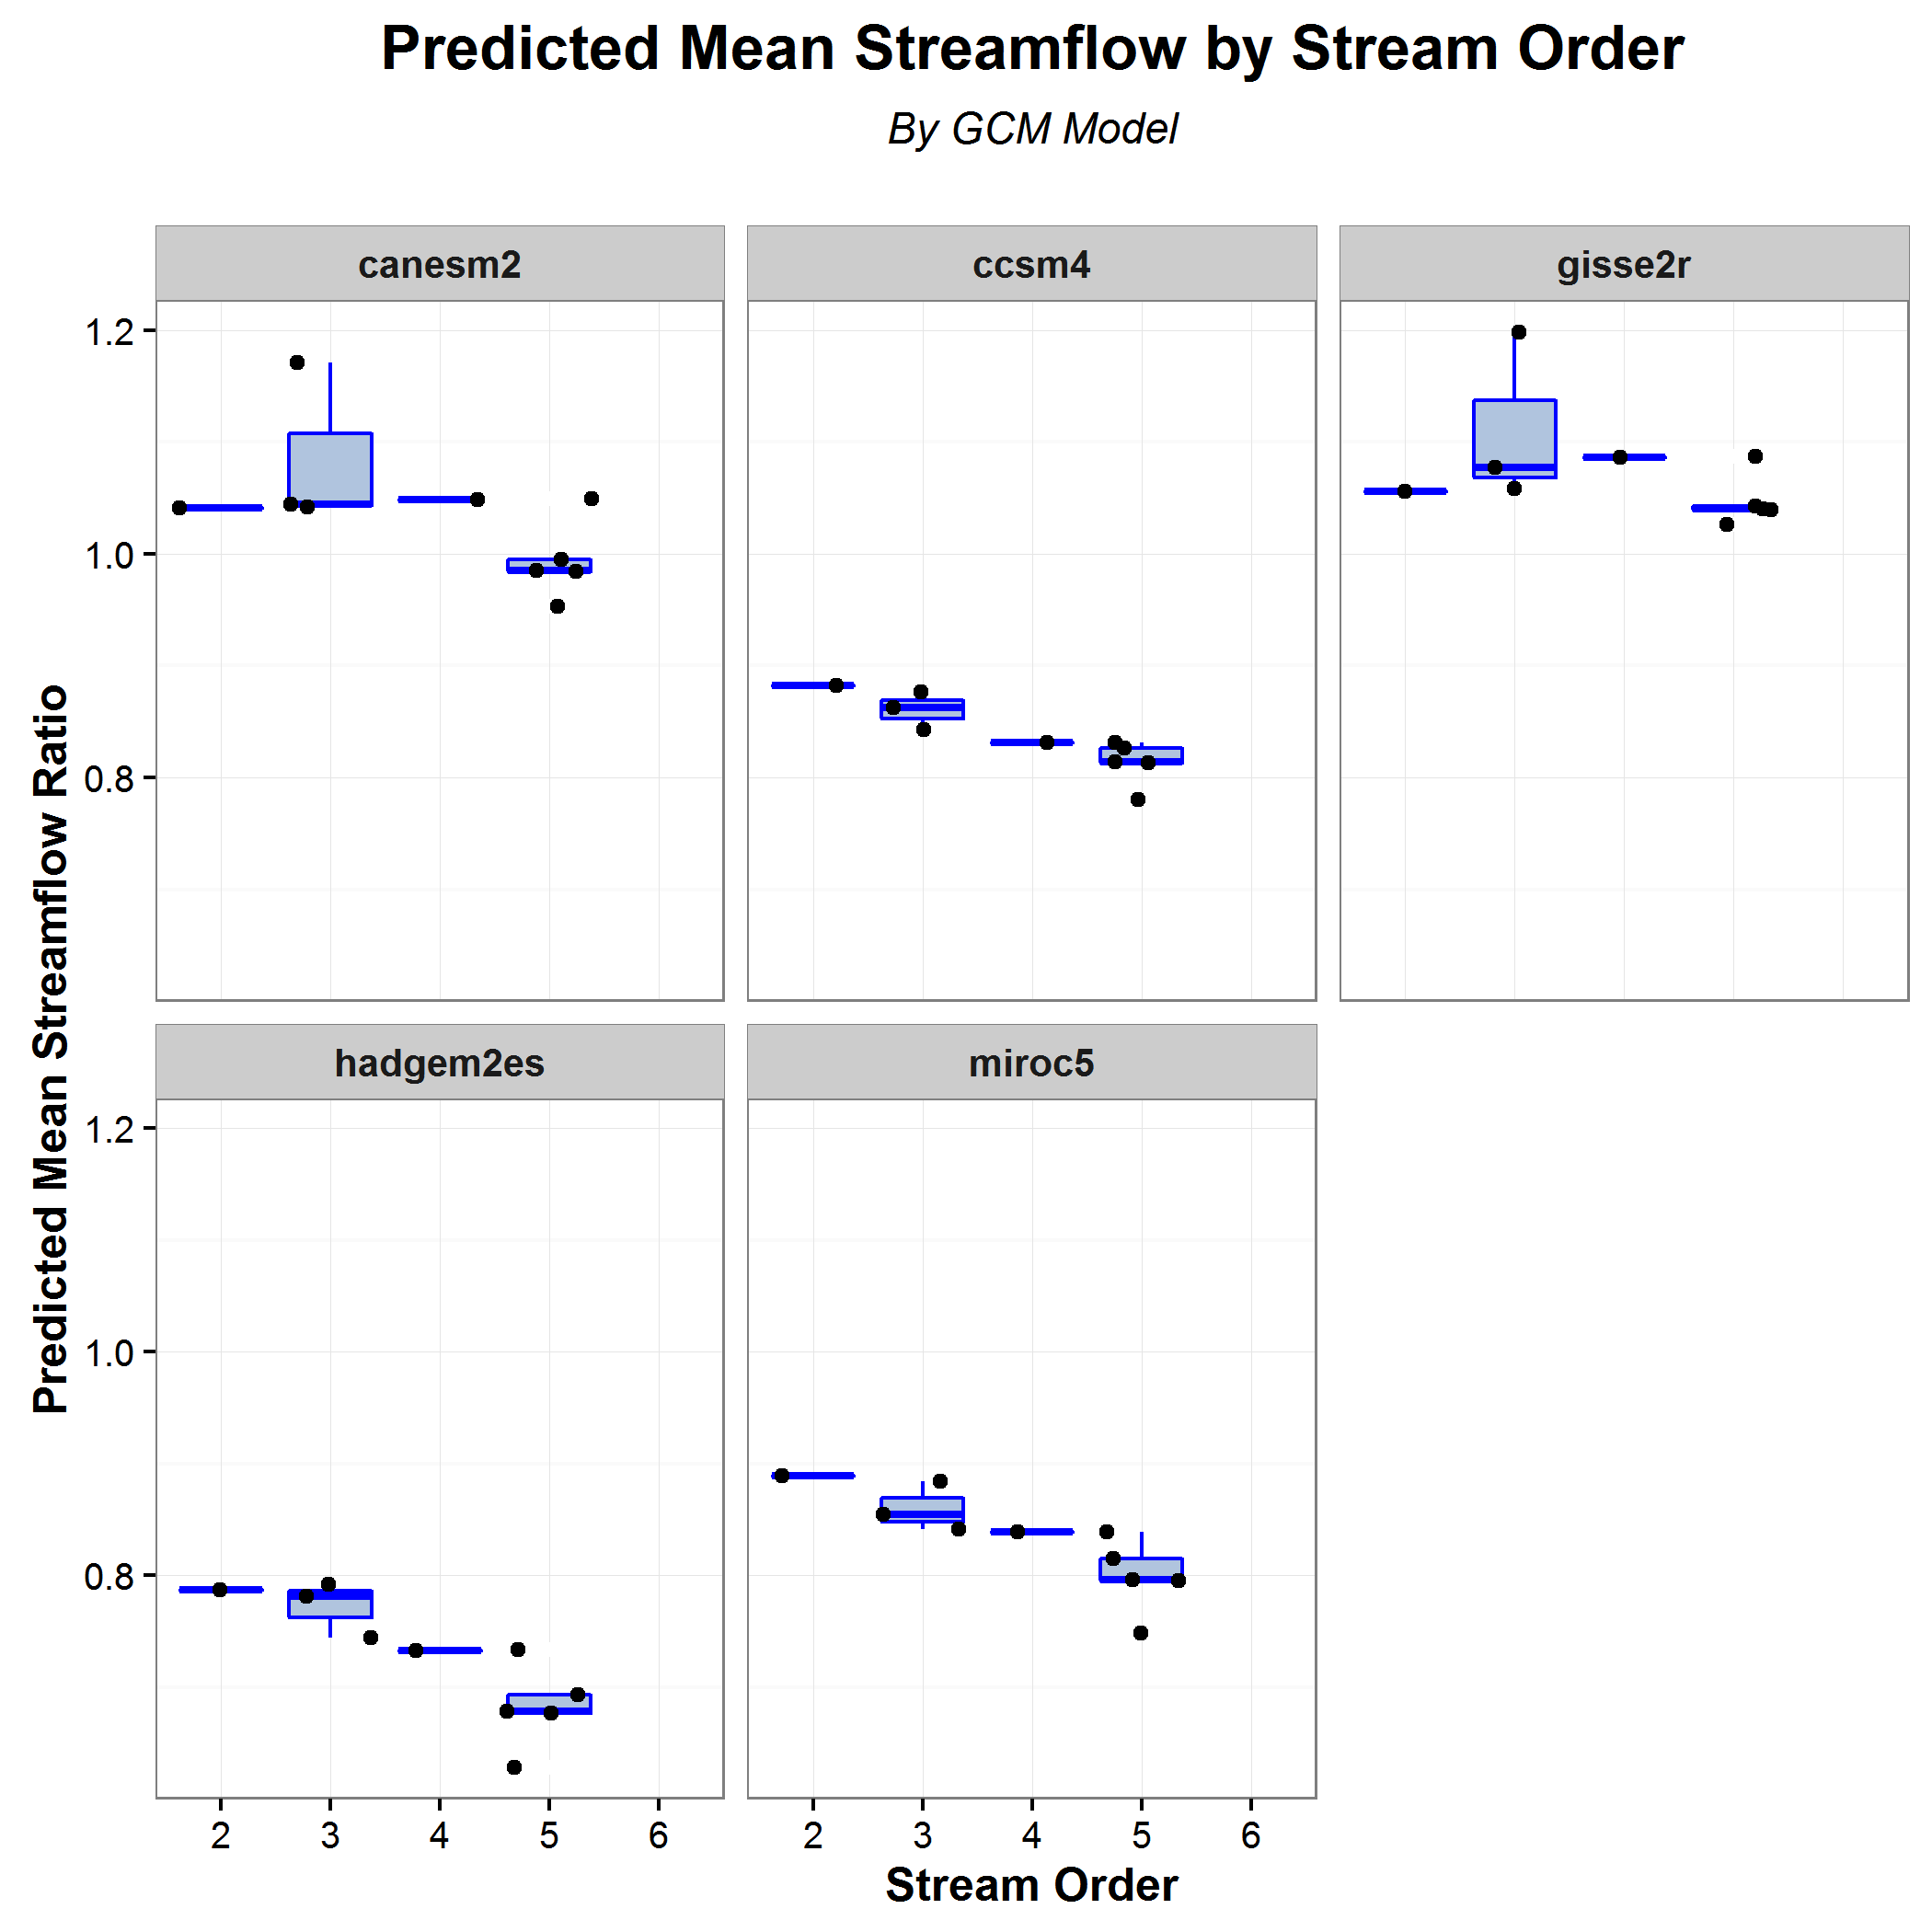 Predicted Mean Streamflow by Stream Order
By GCM Model
canesm2
ccsm4
gisse2r
1.2
1.0
0.8
Predicted Mean Streamflow Ratio
hadgem2es
miroc5
1.2
1.0
0.8
2 3 4 5 6
2 3 4 5 6
Stream Order